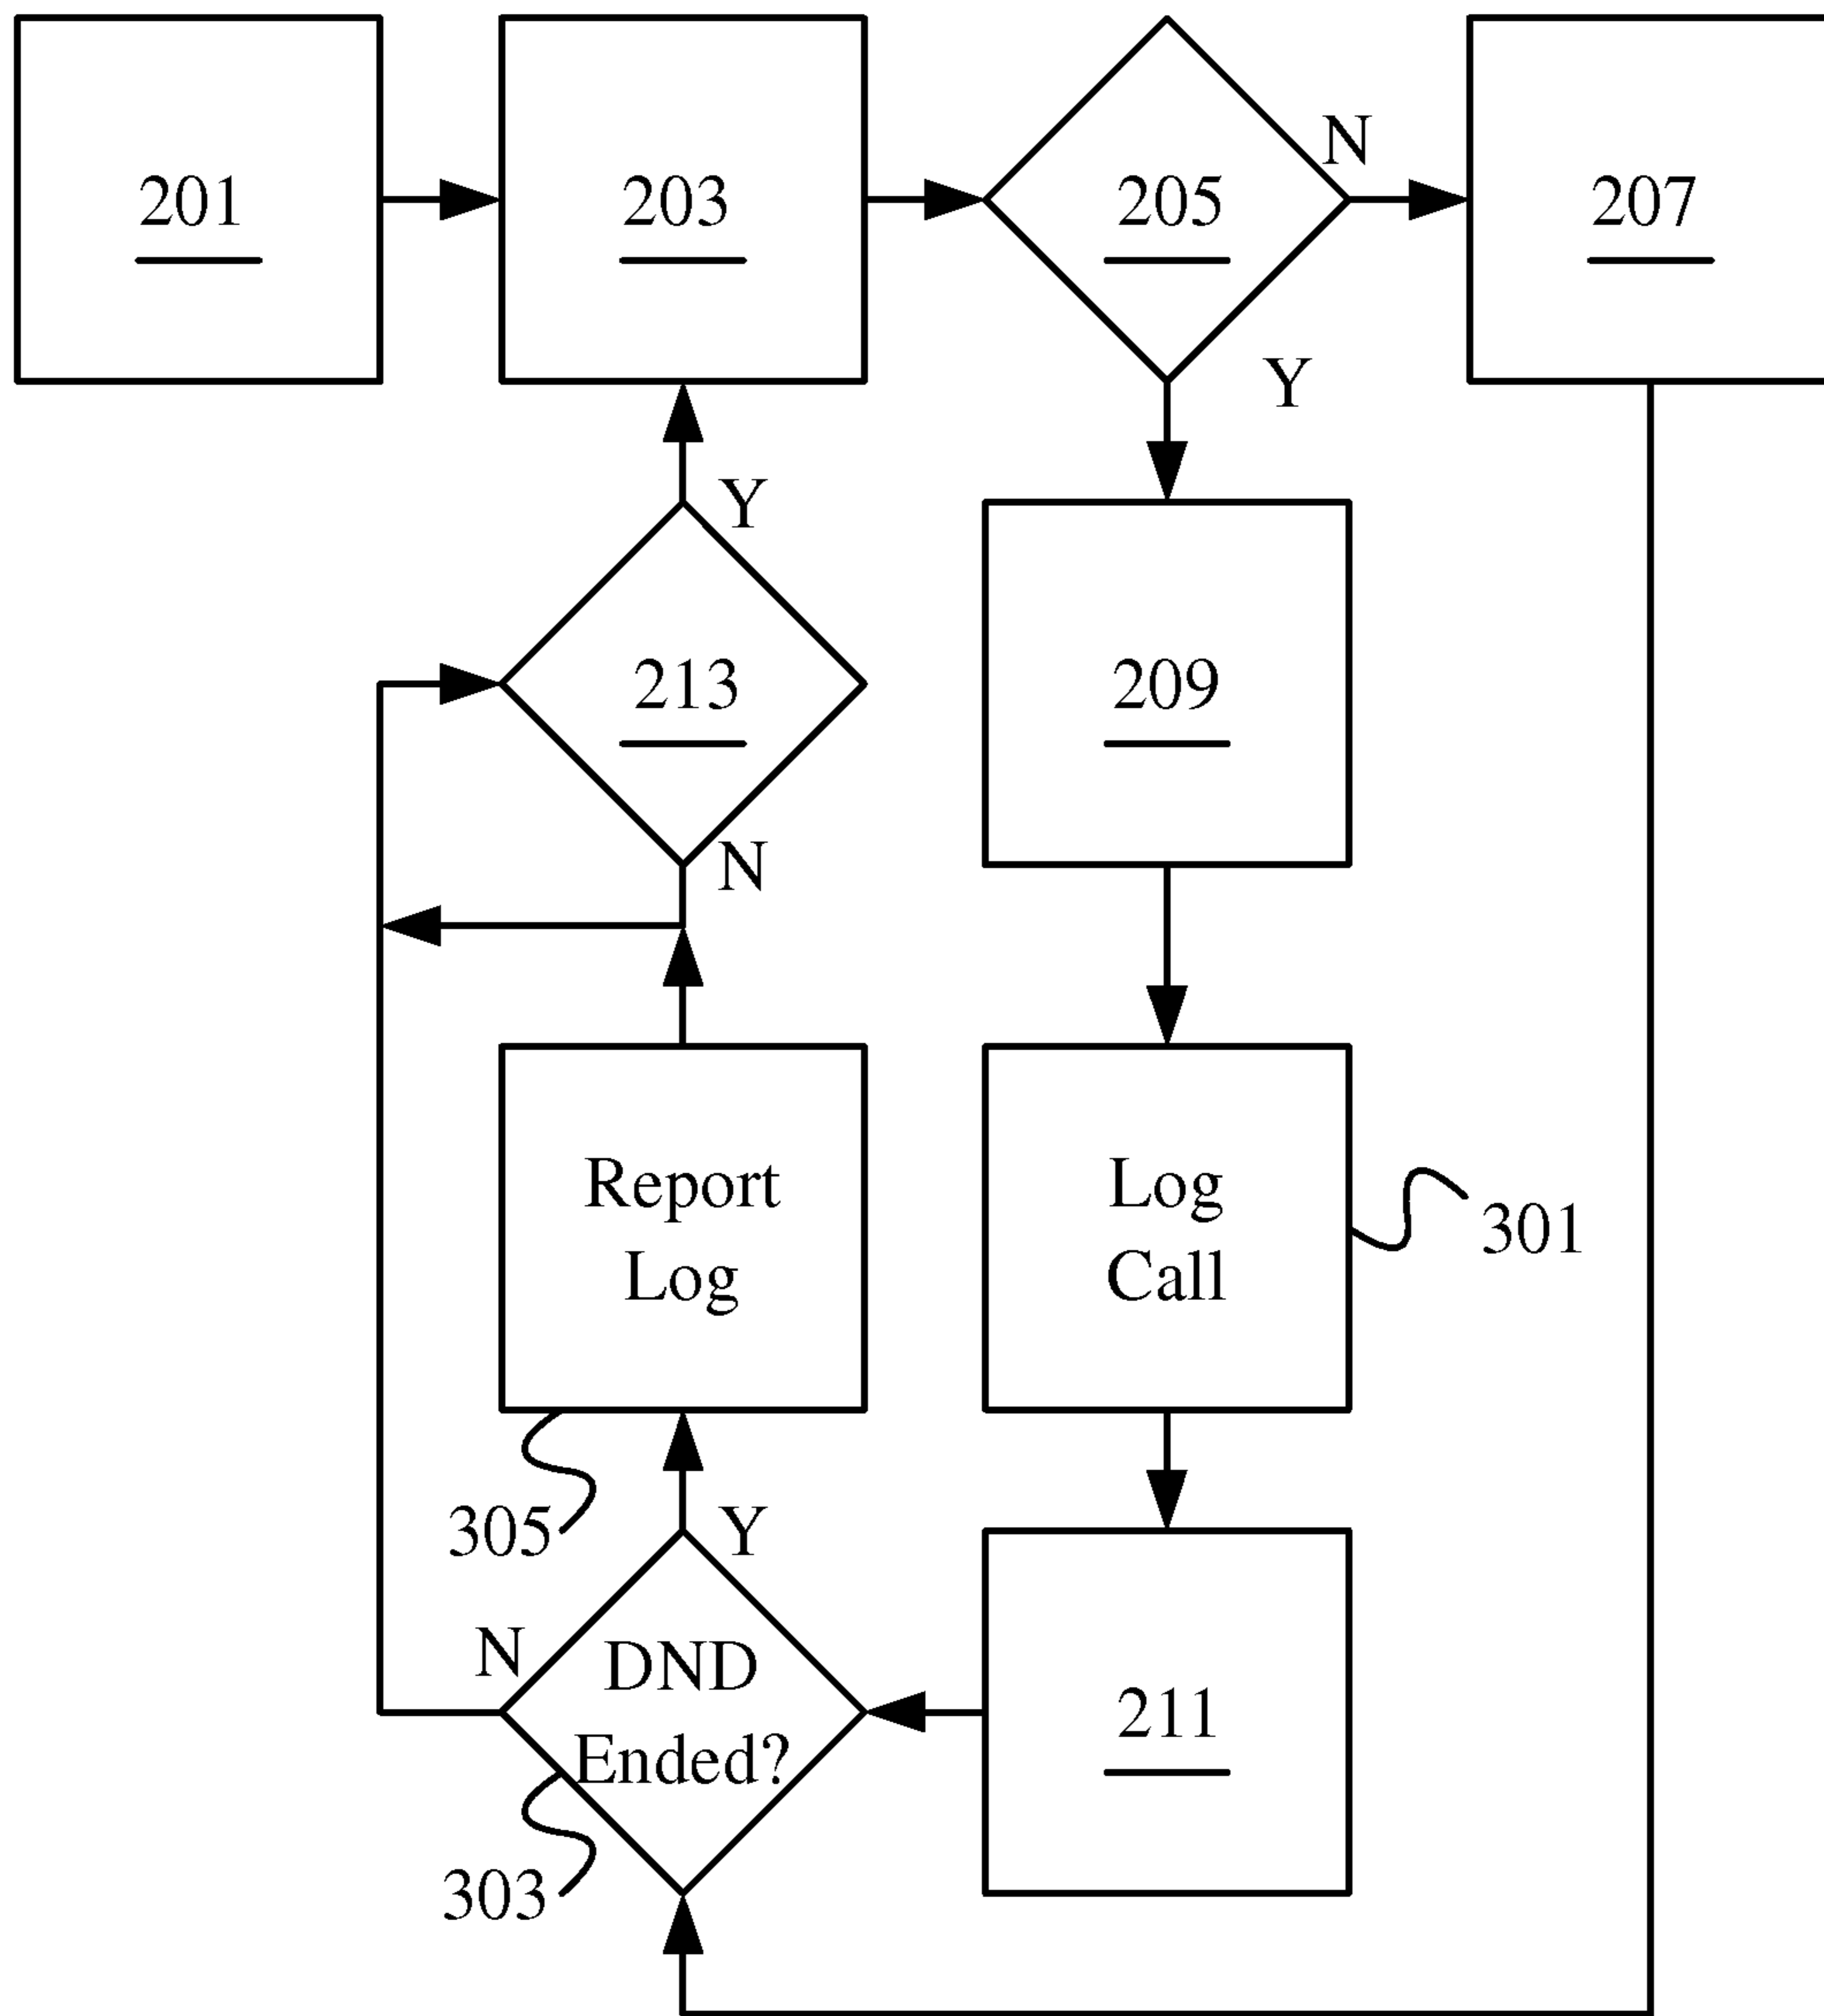 201
203
205
N
207
Y
Y
213
209
N
Report
Log
Log
Call
301
305
Y
N
DND
Ended?
211
303